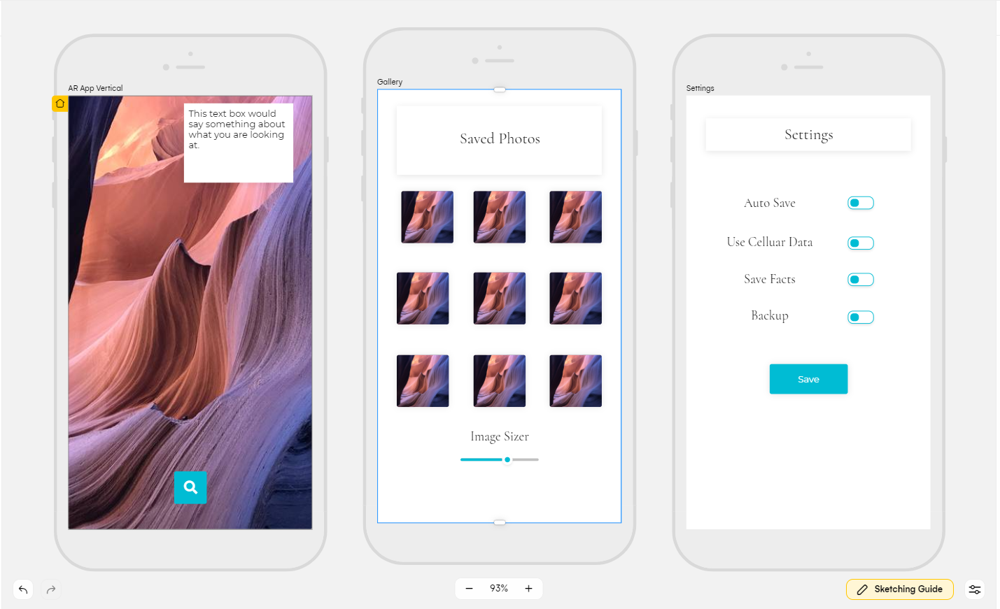 AR App Vertical
This text box would
say something about
what you are looking
at.
Gallery
Saved Photos
Image Sizer
Settings
Settings
Auto Save
Use Celluar Data
Save Facts
Backup
Save
93%
Sketching Guide